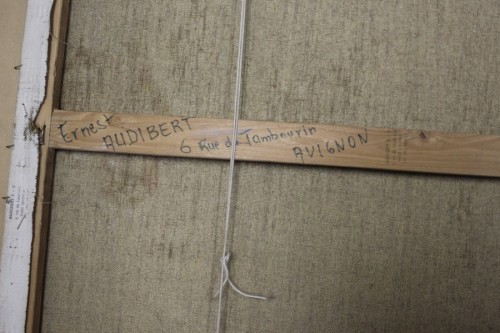 Ernest
AUDIBERT
6 Rue du Tambourin
AVIGNON